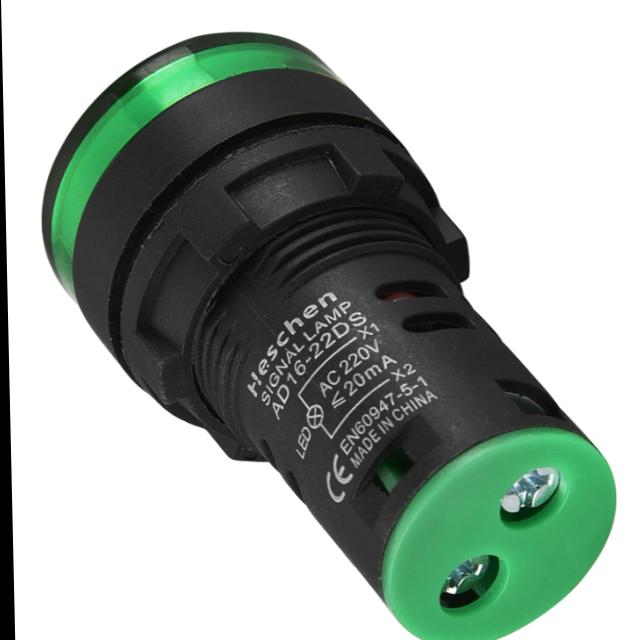 Heschen
SIGNAL LAMP
AD16-22DS
X1
AC 220V
≤20mA
LED
X2
CE EN60947-5-1
MADE IN CHINA